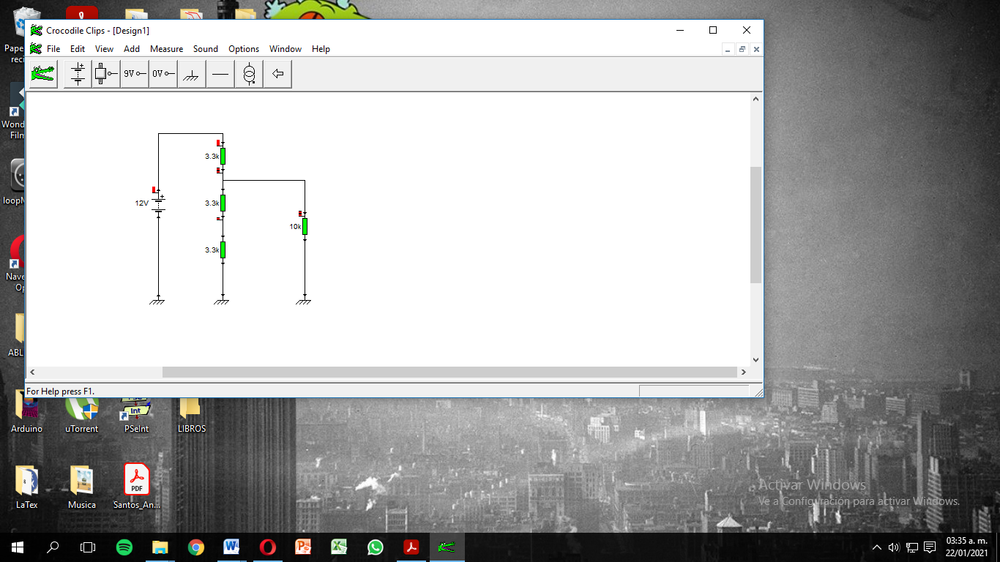 Crocodile Clips - [Design1]
File Edit View Add Measure Sound Options Window Help
9V 0V
3.3k
12V
3.3k
10k
3.3k
For Help press F1.
Pape
reci
Wond
Film
loopM
Nave
Op
ABL
Arduino
uTorrent
Int
PSeInt
LIBROS
LaTex
Musica
PDF
Santos_An...
Activar Windows
Ve a Configuración para activar Windows.
03:35 a. m.
22/01/2021